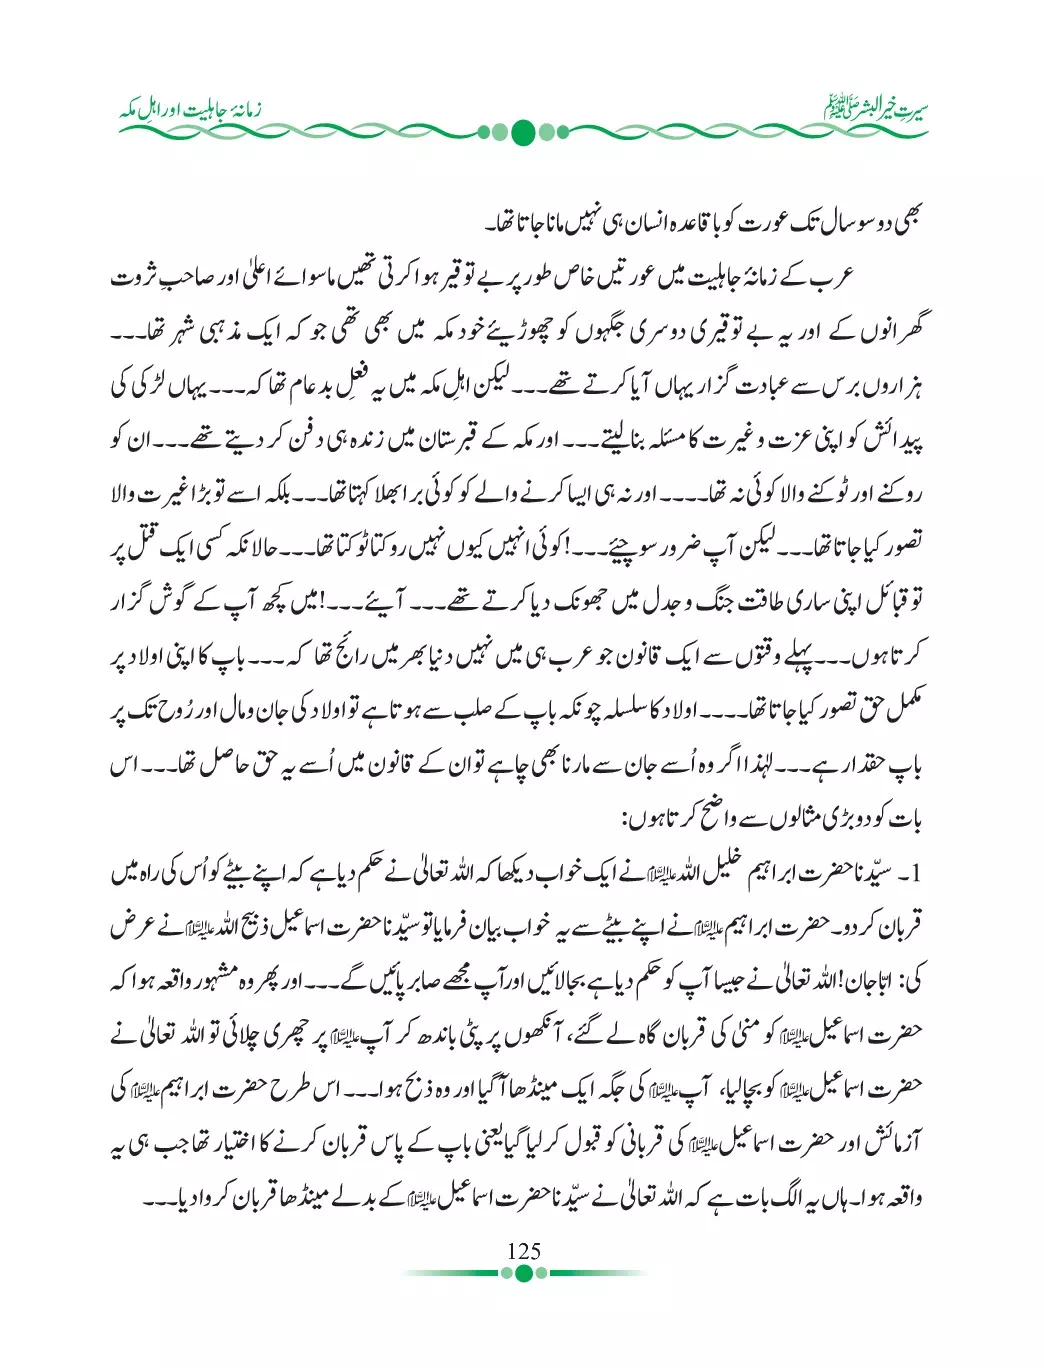 سیرتِ خیر البشر ﷺ
زمانۂ جاہلیت اور اہلِ مکہ
بھی دو سو سال تک عورت کو باقاعدہ انسان ہی نہیں مانا جاتا تھا۔
عرب کے زمانۂ جاہلیت میں عورتیں خاص طور پر بے توقیر ہوا کرتی تھیں ماسوائے اعلیٰ اور صاحبِ ثروت
گھرانوں کے اور یہ بے توقیری دوسری جگہوں کو چھوڑیئے خود مکہ میں بھی تھی جو کہ ایک مذہبی شہر تھا۔۔۔
ہزاروں برس سے عبادت گزار یہاں آیا کرتے تھے۔۔۔ لیکن اہلِ مکہ میں یہ فعلِ بد عام تھا کہ۔۔۔ یہاں لڑکی کی
پیدائش کو اپنی عزت و غیرت کا مسئلہ بنا لیتے۔۔۔ اور مکہ کے قبرستان میں زندہ ہی دفن کر دیتے تھے۔۔۔ ان کو
روکنے اور ٹوکنے والا کوئی نہ تھا۔۔۔۔ اور نہ ہی ایسا کرنے والے کو کوئی برا بھلا کہتا تھا۔۔۔ بلکہ اسے تو بڑا غیرت والا
تصور کیا جاتا تھا۔۔۔ لیکن آپ ضرور سوچیئے۔۔۔! کوئی انہیں کیوں نہیں روکتا ٹوکتا تھا۔۔۔ حالانکہ کسی ایک قتل پر
تو قبائل اپنی ساری طاقت جنگ و جدل میں جھونک دیا کرتے تھے۔۔۔ آیئے۔۔۔! میں کچھ آپ کے گوش گزار
کرتا ہوں۔۔۔ پہلے وقتوں سے ایک قانون جو عرب ہی میں نہیں دنیا بھر میں رائج تھا کہ۔۔۔ باپ کا اپنی اولاد پر
مکمل حق تصور کیا جاتا تھا۔۔۔۔ اولاد کا سلسلہ چونکہ باپ کے صلب سے ہوتا ہے تو اولاد کی جان و مال اور رُوح تک پر
باپ حقدار ہے۔۔۔ لہٰذا اگر وہ اُسے جان سے مارنا بھی چاہے تو ان کے قانون میں اُسے یہ حق حاصل تھا۔۔۔ اس
بات کو دو بڑی مثالوں سے واضح کرتا ہوں:
1۔ سیّدنا حضرت ابراہیم خلیل اللہ علیہ السلام نے ایک خواب دیکھا کہ اللہ تعالیٰ نے حکم دیا ہے کہ اپنے بیٹے کو اُس کی راہ میں
قربان کر دو۔ حضرت ابراہیم علیہ السلام نے اپنے بیٹے سے یہ خواب بیان فرمایا تو سیّدنا حضرت اسماعیل ذبیح اللہ علیہ السلام نے عرض
کی: ابّا جان! اللہ تعالیٰ نے جیسا آپ کو حکم دیا ہے بجا لائیں اور آپ مجھے صابر پائیں گے۔۔۔ اور پھر وہ مشہور واقعہ ہوا کہ
حضرت اسماعیل علیہ السلام کو منیٰ کی قربان گاہ لے گئے، آنکھوں پر پٹی باندھ کر آپ علیہ السلام پر چھری چلائی تو اللہ تعالیٰ نے
حضرت اسماعیل علیہ السلام کو بچا لیا، آپ علیہ السلام کی جگہ ایک مینڈھا آ گیا اور وہ ذبح ہوا۔۔۔ اس طرح حضرت ابراہیم علیہ السلام کی
آزمائش اور حضرت اسماعیل علیہ السلام کی قربانی کو قبول کر لیا گیا یعنی باپ کے پاس قربان کرنے کا اختیار تھا جب ہی یہ
واقعہ ہوا۔ ہاں یہ الگ بات ہے کہ اللہ تعالیٰ نے سیّدنا حضرت اسماعیل علیہ السلام کے بدلے مینڈھا قربان کروا دیا۔۔۔
125